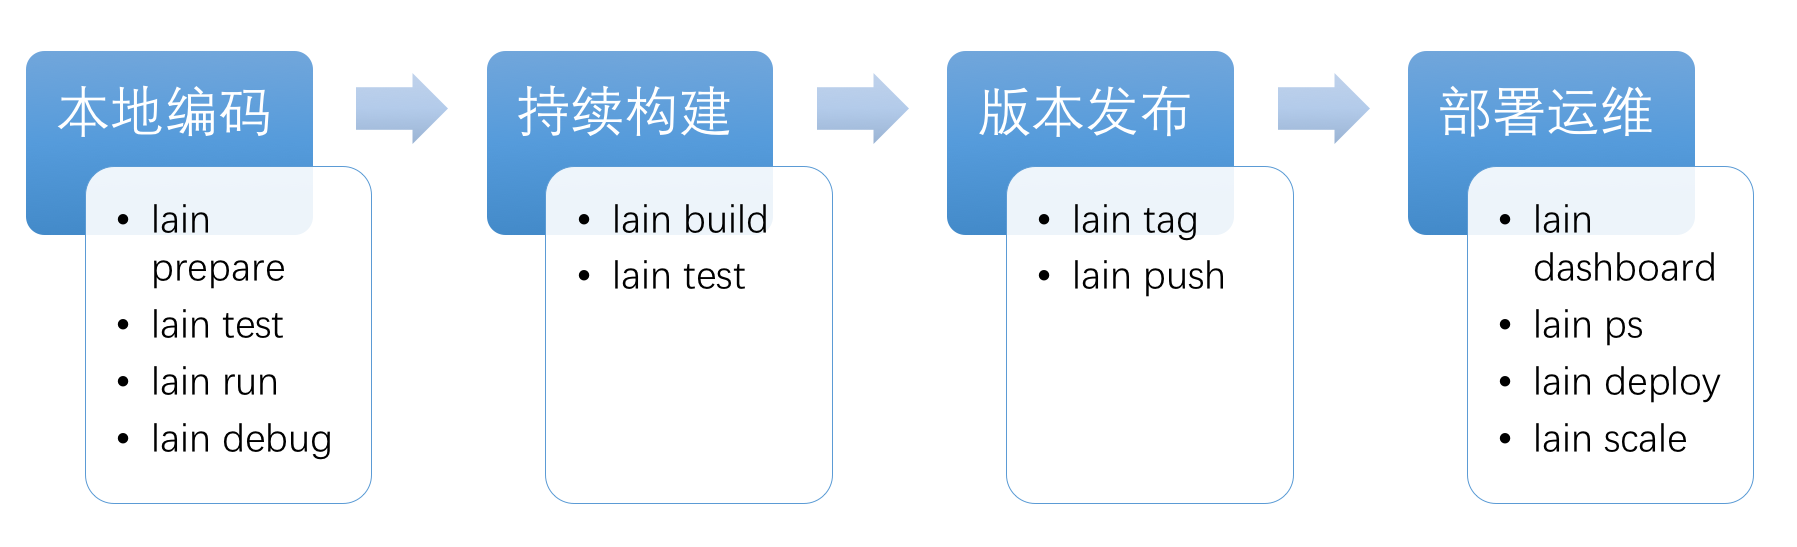 本地编码
• lain
prepare
• lain test
• lain run
• lain debug
持续构建
• lain build
• lain test
版本发布
• lain tag
• lain push
部署运维
• lain
dashboard
• lain ps
• lain deploy
• lain scale